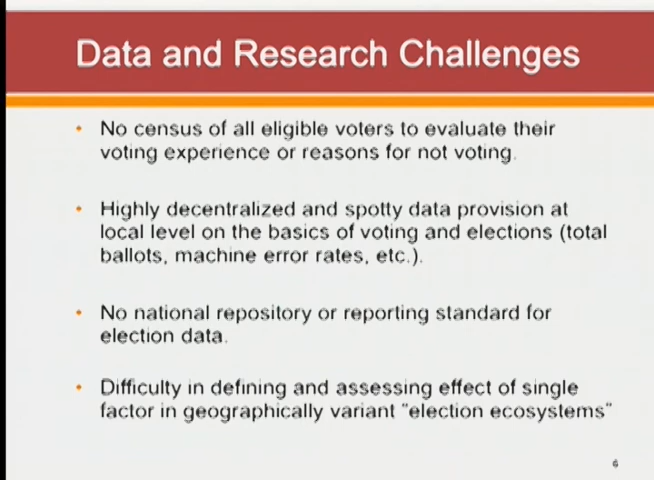 Data and Research Challenges
• No census of all eligible voters to evaluate their
voting experience or reasons for not voting.
• Highly decentralized and spotty data provision at
local level on the basics of voting and elections (total
ballots, machine error rates, etc.).
• No national repository or reporting standard for
election data.
• Difficulty in defining and assessing effect of single
factor in geographically variant "election ecosystems"
6